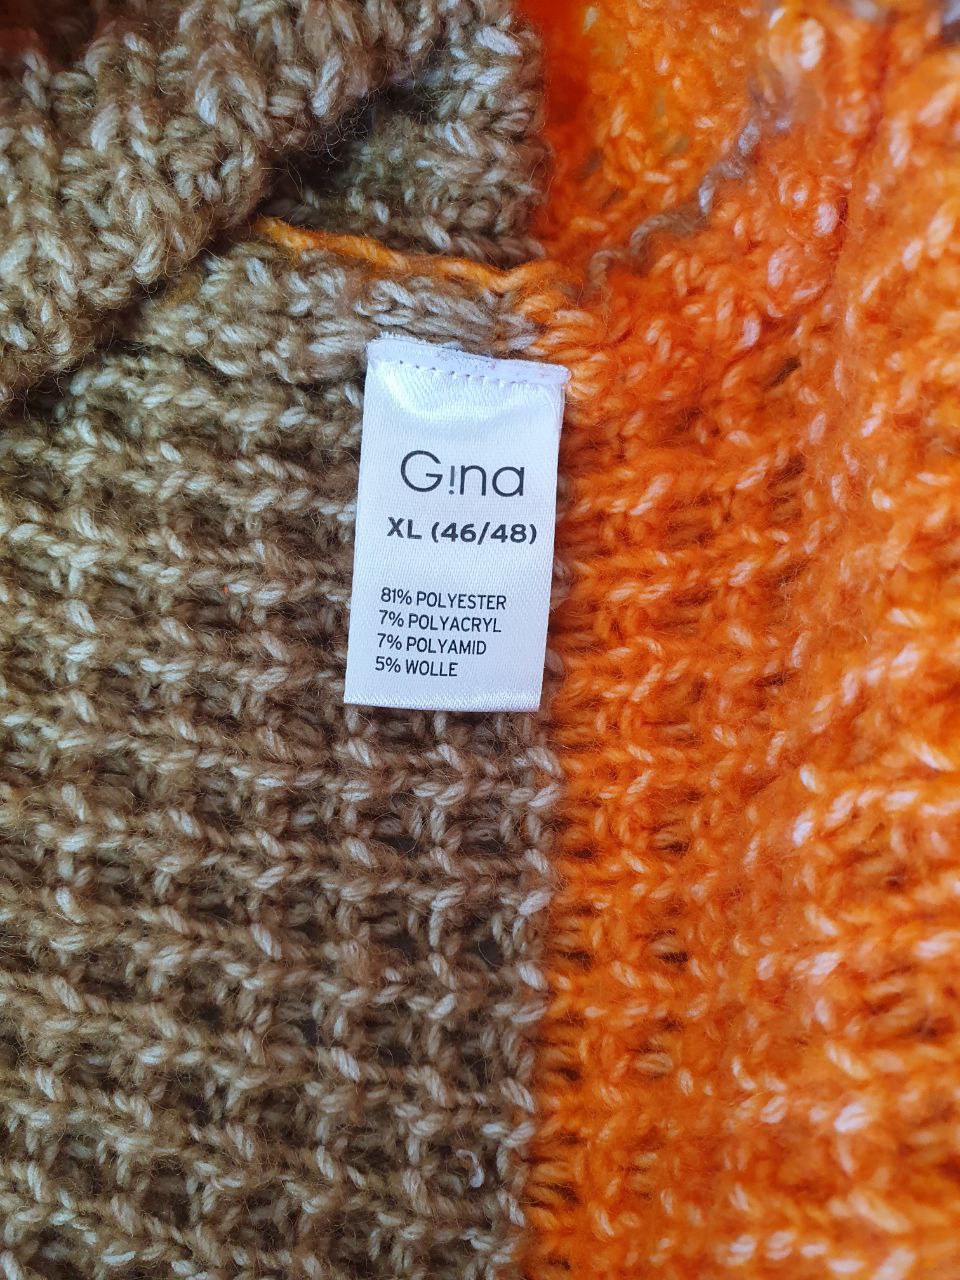 G!na
XL (46/48)
81% POLYESTER
7% POLYACRYL
7% POLYAMID
5% WOLLE